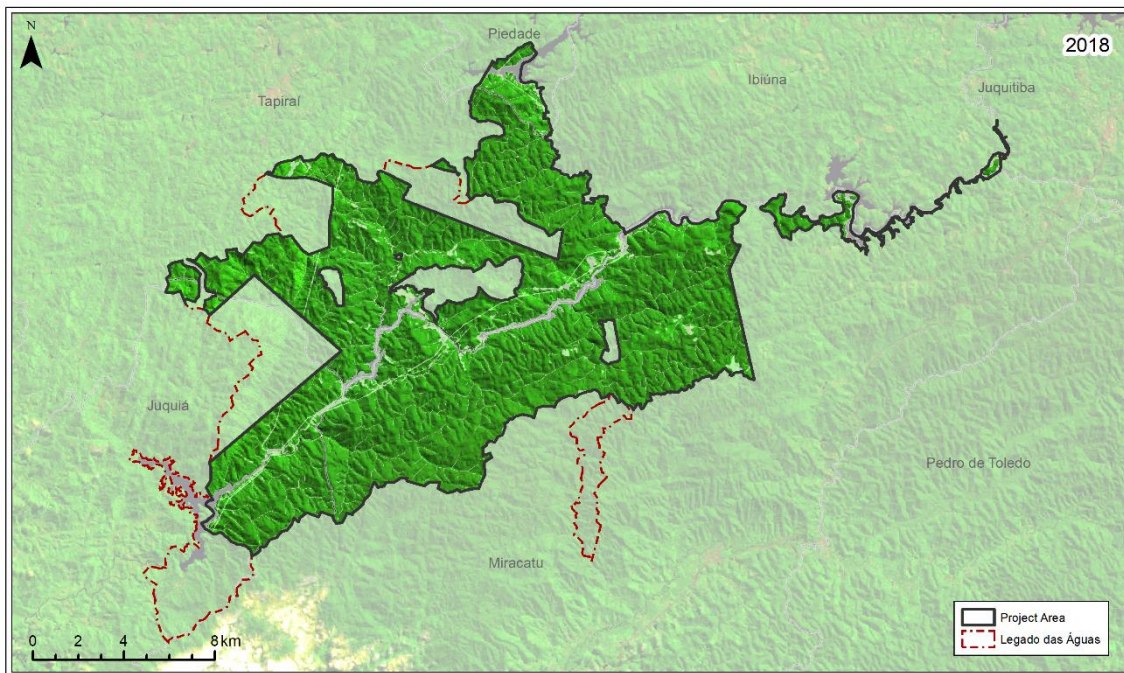 N
Piedade
2018
Ibiúna
Tapiraí
Juquitiba
Juquiá
Pedro de Toledo
Miracatu
0 2 4 8 km
Project Area
Legado das Águas